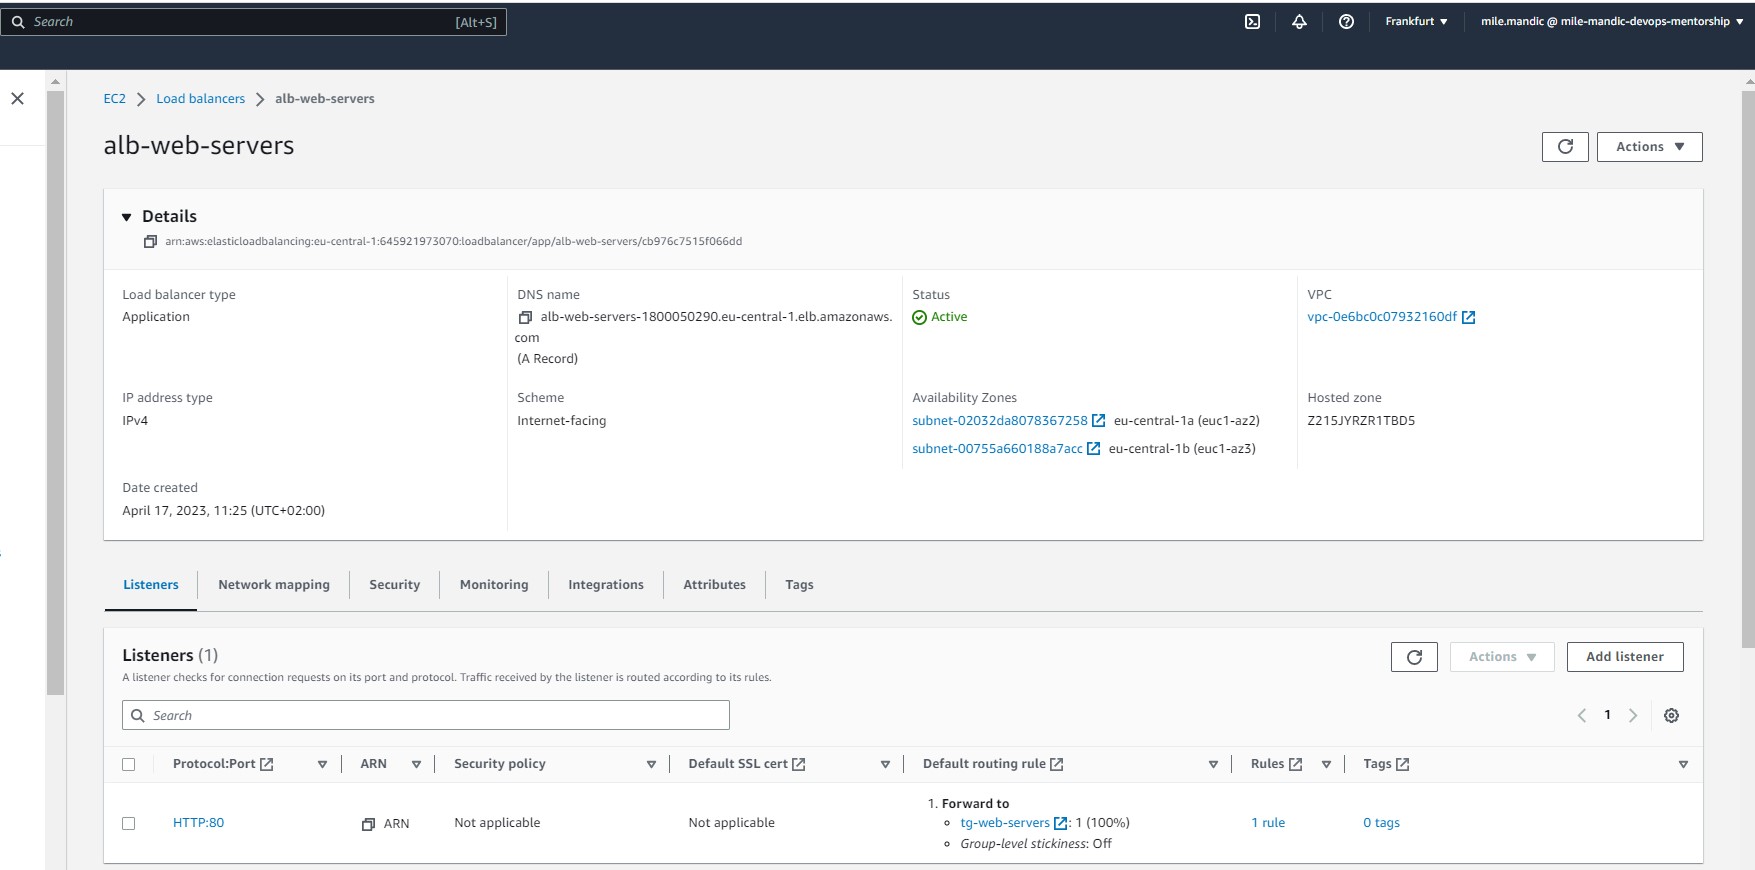 Search [Alt+S] Frankfurt mile.mandic @ mile-mandic-devops-mentorship
EC2 Load balancers alb-web-servers
alb-web-servers
Actions
Details
arn:aws:elasticloadbalancing:eu-central-1:645921973070:loadbalancer/app/alb-web-servers/cb976c7515f066dd
Load balancer type
Application
DNS name
alb-web-servers-1800050290.eu-central-1.elb.amazonaws.
com
(A Record)
Status
Active
VPC
vpc-0e6bc0c07932160df
IP address type
IPv4
Scheme
Internet-facing
Availability Zones
subnet-02032da8078367258 eu-central-1a (euc1-az2)
subnet-00755a660188a7acc eu-central-1b (euc1-az3)
Hosted zone
Z215JYRZR1TBD5
Date created
April 17, 2023, 11:25 (UTC+02:00)
Listeners Network mapping Security Monitoring Integrations Attributes Tags
Listeners (1)
Actions Add listener
A listener checks for connection requests on its port and protocol. Traffic received by the listener is routed according to its rules.
Search
1
Protocol:Port ARN Security policy Default SSL cert Default routing rule Rules Tags
HTTP:80 ARN Not applicable Not applicable
1. Forward to
tg-web-servers : 1 (100%)
Group-level stickiness: Off
1 rule 0 tags